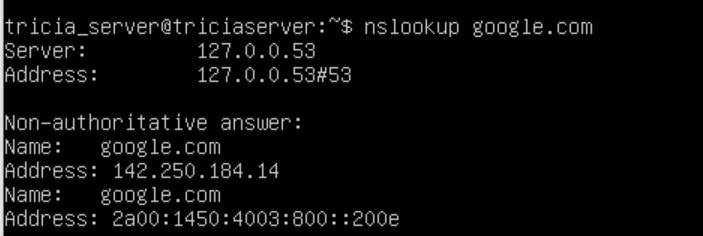 tricia_server@triciaserver:~$ nslookup google.com
Server:         127.0.0.53
Address:        127.0.0.53#53
Non-authoritative answer:
Name:   google.com
Address: 142.250.184.14
Name:   google.com
Address: 2a00:1450:4003:800::200e